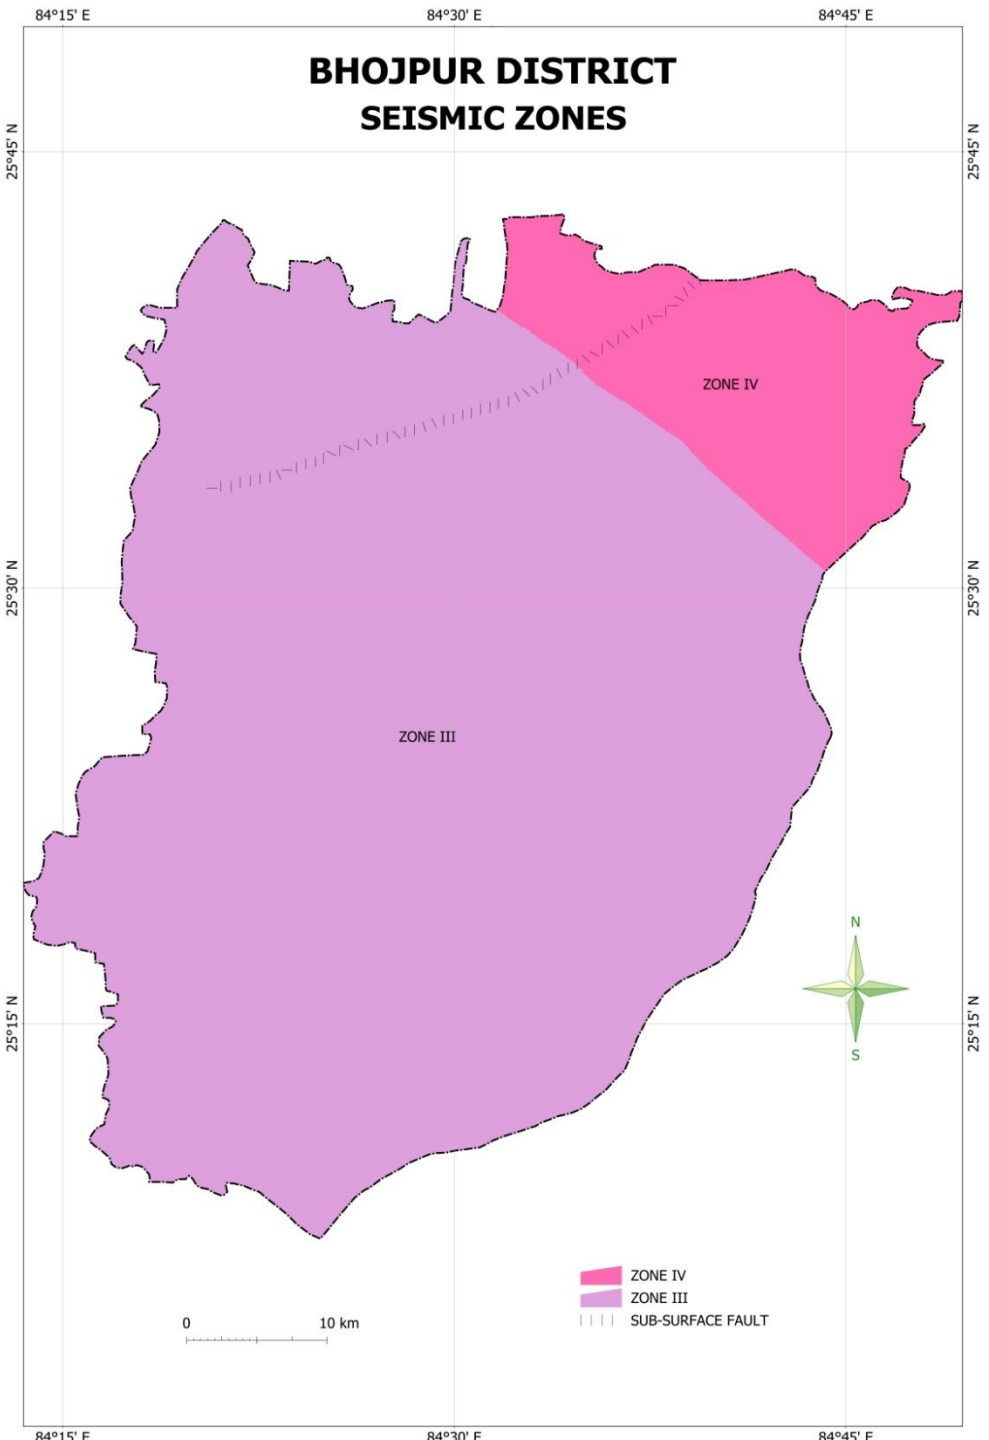 84°15' E 84°30' E 84°45' E
BHOJPUR DISTRICT
SEISMIC ZONES
25°45' N 25°45' N
ZONE IV
25°30' N 25°30' N
ZONE III
N
25°15' N 25°15' N
S
ZONE IV
ZONE III
SUB-SURFACE FAULT
0 10 km
84°15' E 84°30' E 84°45' E